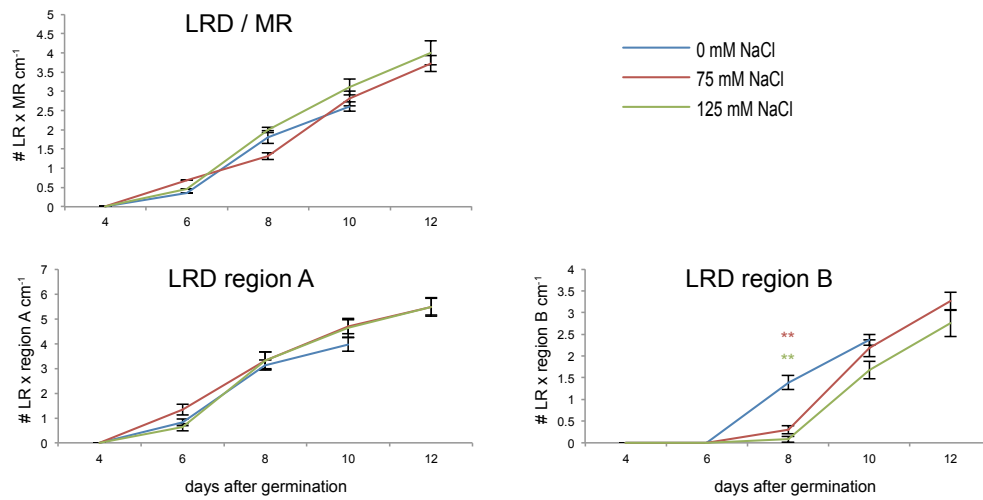 LRD / MR
# LR x MR cm-1
5
4.5
4
3.5
3
2.5
2
1.5
1
0.5
0
4 6 8 10 12
0 mM NaCl
75 mM NaCl
125 mM NaCl
LRD region A
# LR x region A cm-1
7
6
5
4
3
2
1
0
4 6 8 10 12
days after germination
LRD region B
# LR x region B cm-1
4
3.5
3
2.5
2
1.5
1
0.5
0
**
**
4 6 8 10 12
days after germination